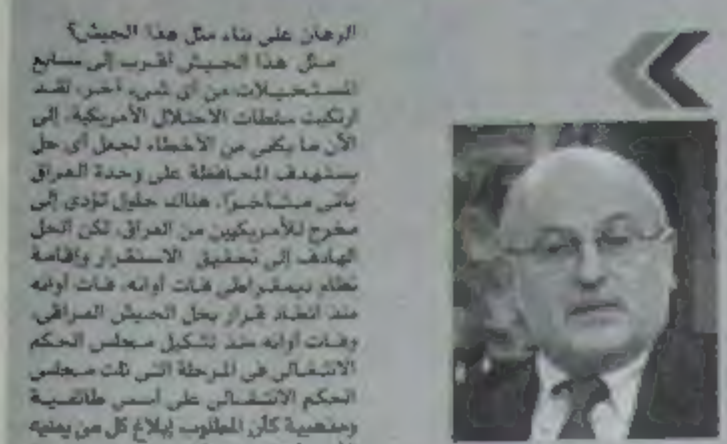 الرهان على بناء مثل هذا الجيش؟
مثل هذا الجيش أقرب إلى سابع
المستحيلات من أي شيء آخر. لقد
ارتكبت سلطات الاحتلال الأمريكية، إلى
الآن ما يكفي من الأخطاء لجعل أي حل
يستهدف المحافظة على وحدة العراق
يأتي متأخرا. هناك حلول تؤدي إلى
مخرج للأمريكيين من العراق، لكن الحل
الهادف إلى تحقيق الاستقرار وإقامة
نظام ديمقراطي فات أوانه. فات أوانه
منذ اتخاذ قرار بحل الجيش العراقي،
وفات أوانه منذ تشكيل مجلس الحكم
الانتقالي في المرحلة التي تلت مجلس
الحكم الانتقالي على أسس طائفية
ومذهبية كأن المطلوب إبلاغ كل من يعنيه